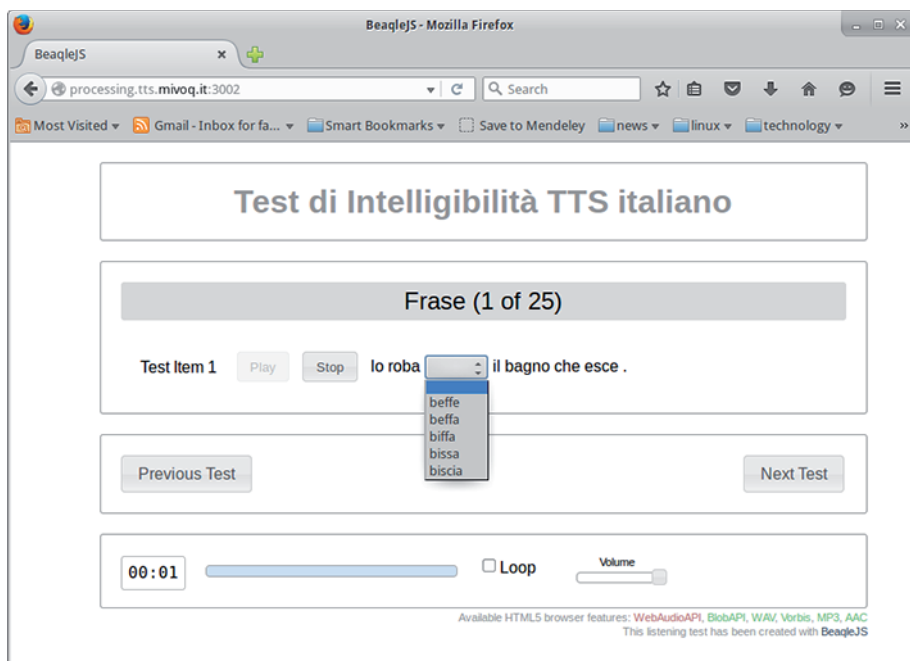 BeaqleJS - Mozilla Firefox
BeaqleJS
processing.tts.mivoq.it:3002
Search
Most Visited
Gmail - Inbox for fa...
Smart Bookmarks
Save to Mendeley
news
linux
technology
»
Test di Intelligibilità TTS italiano
Frase (1 of 25)
Test Item 1 Play Stop lo roba il bagno che esce .
beffe
beffa
biffa
bissa
biscia
Previous Test Next Test
00:01 Loop Volume
Available HTML5 browser features: WebAudioAPI, BlobAPI, WAV, Vorbis, MP3, AAC
This listening test has been created with BeaqleJS